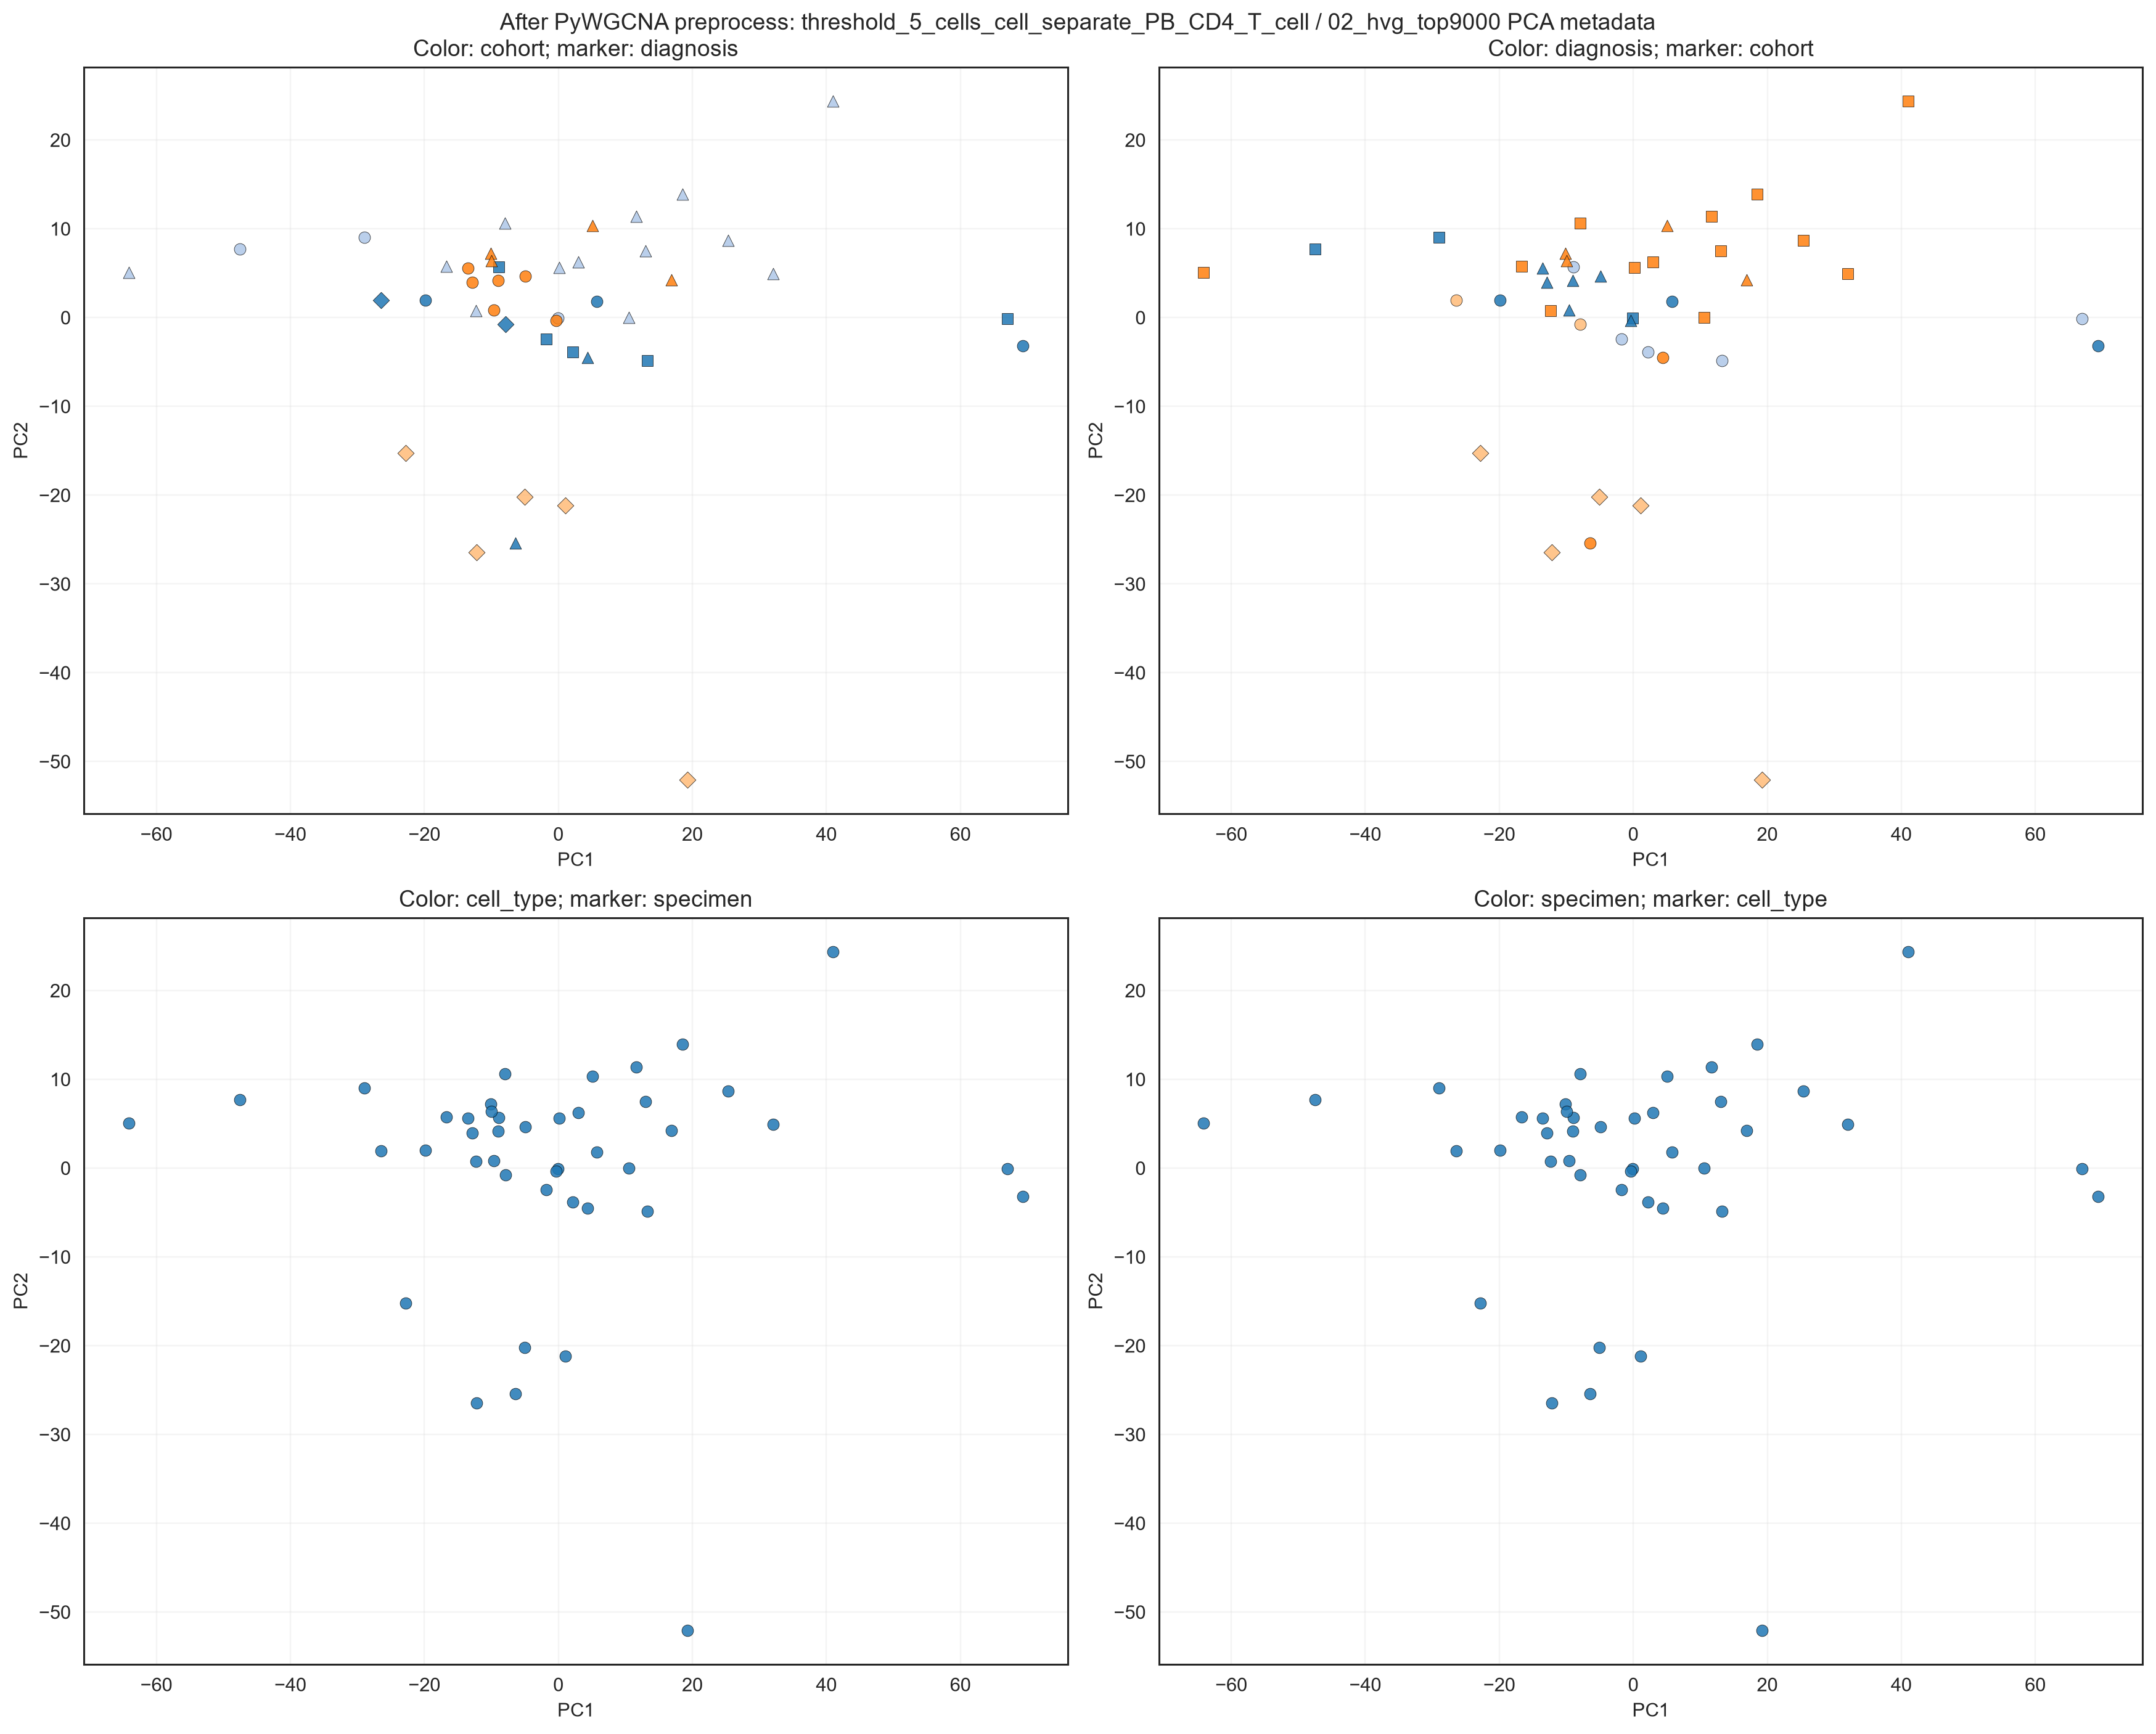 After PyWGCNA preprocess: threshold_5_cells_cell_separate_PB_CD4_T_cell / 02_hvg_top9000 PCA metadata
Color: cohort; marker: diagnosis
20
10
0
−10
−20
−30
−40
−50
PC2
−60 −40 −20 0 20 40 60
PC1
Color: diagnosis; marker: cohort
20
10
0
−10
−20
−30
−40
−50
PC2
−60 −40 −20 0 20 40 60
PC1
Color: cell_type; marker: specimen
20
10
0
−10
−20
−30
−40
−50
PC2
−60 −40 −20 0 20 40 60
PC1
Color: specimen; marker: cell_type
20
10
0
−10
−20
−30
−40
−50
PC2
−60 −40 −20 0 20 40 60
PC1